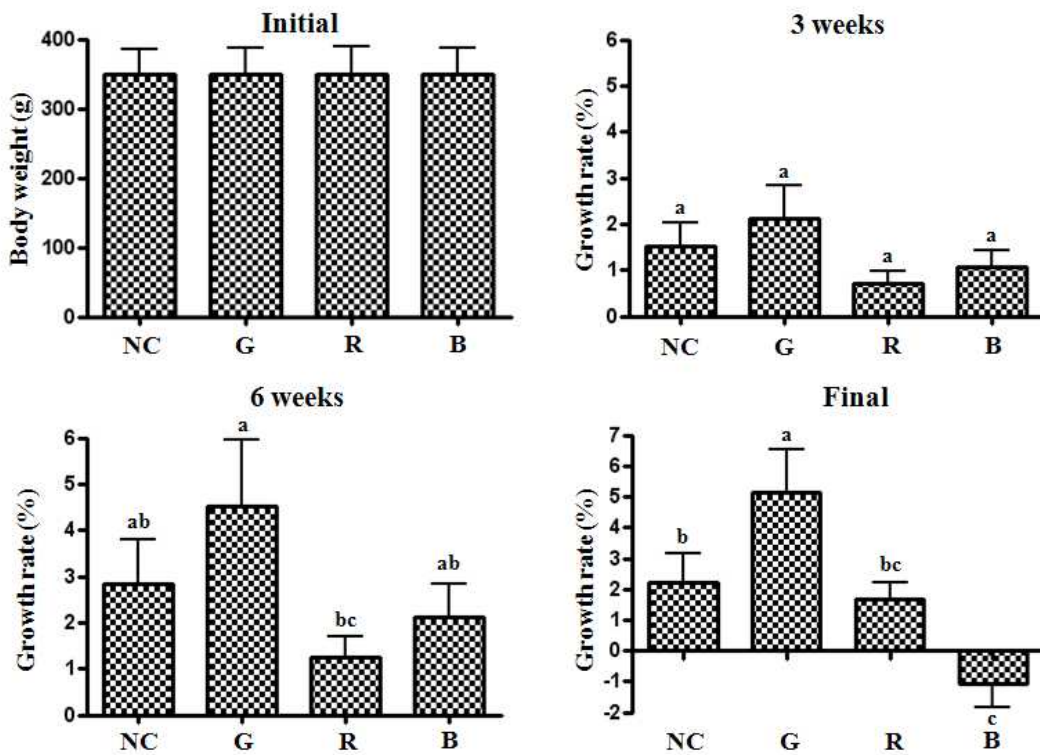 Initial
Body weight (g)
400
300
200
100
0
NC G R B
3 weeks
Growth rate (%)
6
5
4
3
2
1
0
a
a
a
a
NC G R B
6 weeks
Growth rate (%)
6
5
4
3
2
1
0
ab
a
bc
ab
NC G R B
Final
Growth rate (%)
7
6
5
4
3
2
1
0
-1
-2
b
a
bc
c
NC G R B